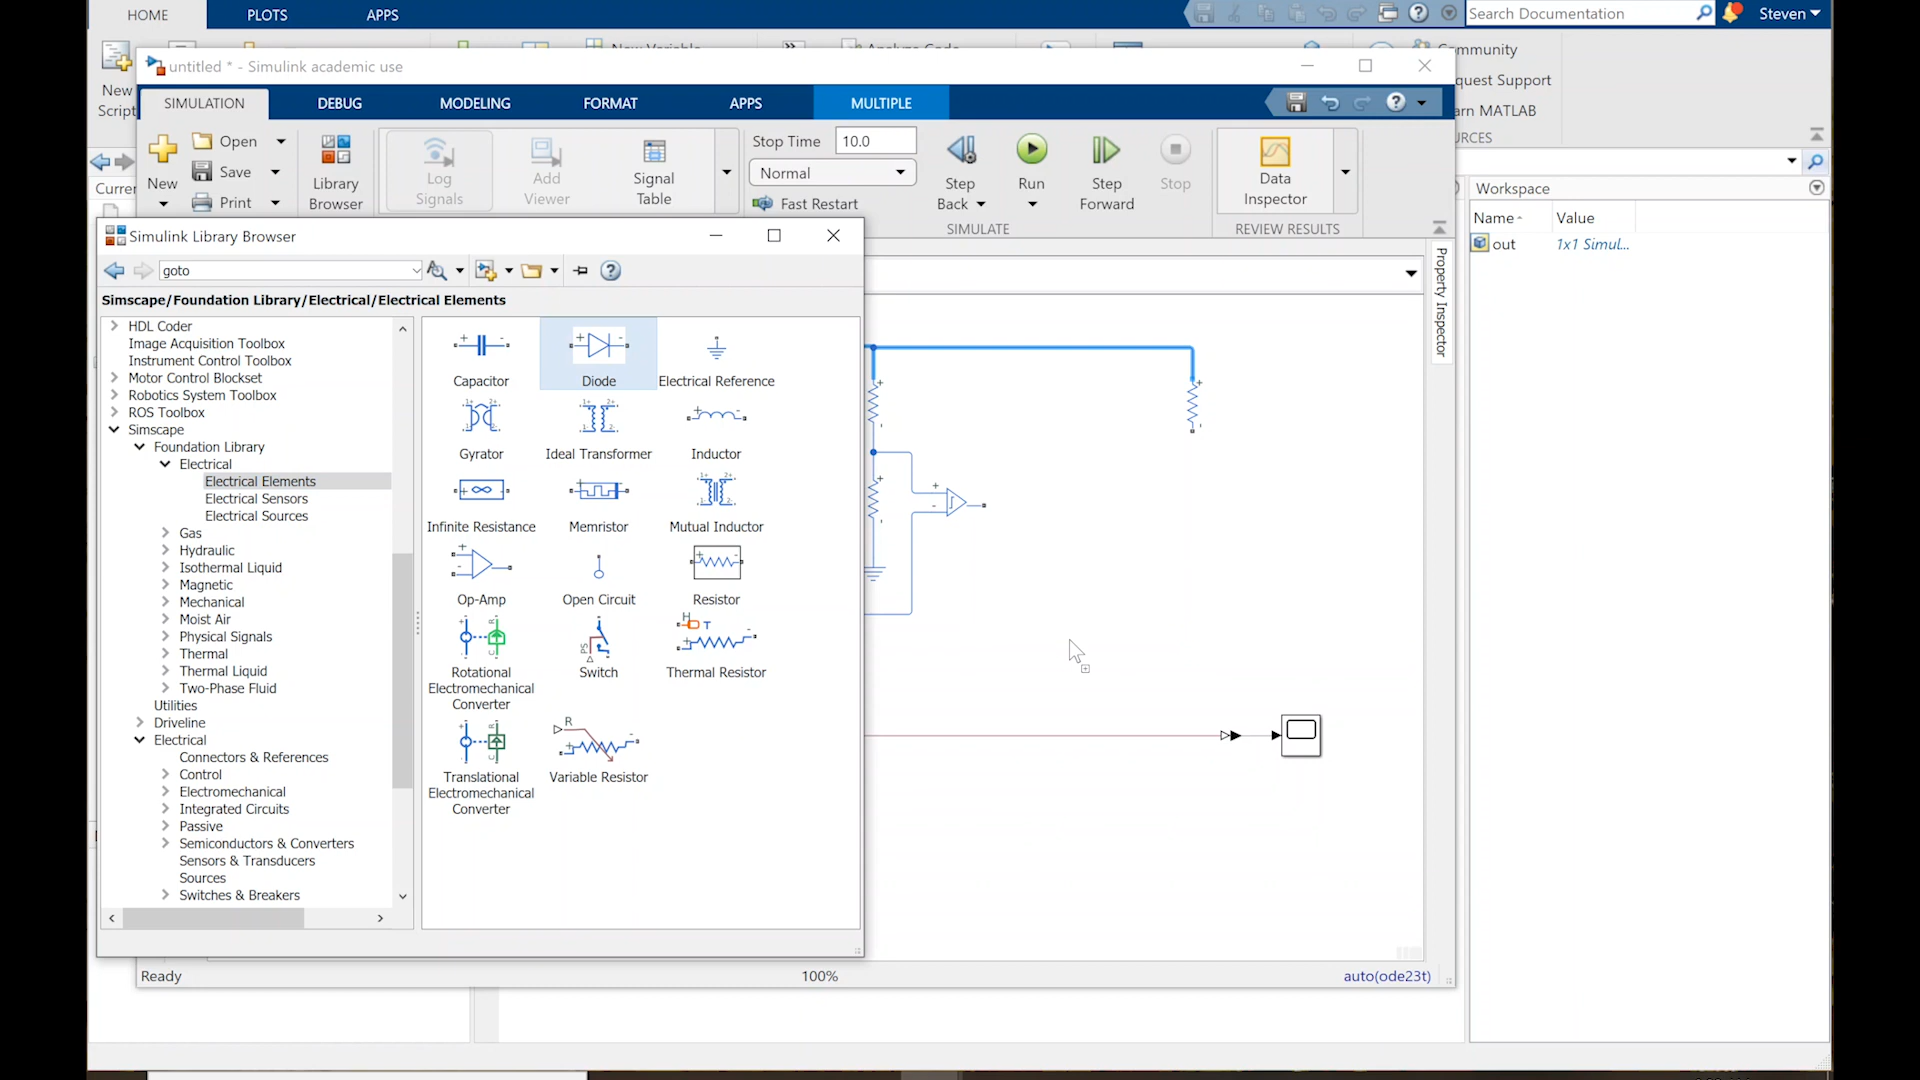 HOME PLOTS APPS Search Documentation Steven
New Variable Analyze Code Community
New Script
Request Support
Learn MATLAB
untitled * - Simulink academic use
SIMULATION DEBUG MODELING FORMAT APPS MULTIPLE
New Open Save Print
Library Browser
Log Signals
Add Viewer
Signal Table
Stop Time 10.0
Normal
Fast Restart
Step Back
Run
Step Forward
Stop
Data Inspector
SIMULATE REVIEW RESULTS
Workspace
Name Value
out 1x1 Simul...
Property Inspector
Simulink Library Browser
goto
Simscape/Foundation Library/Electrical/Electrical Elements
HDL Coder
Image Acquisition Toolbox
Instrument Control Toolbox
Motor Control Blockset
Robotics System Toolbox
ROS Toolbox
Simscape
Foundation Library
Electrical
Electrical Elements
Electrical Sensors
Electrical Sources
Gas
Hydraulic
Isothermal Liquid
Magnetic
Mechanical
Moist Air
Physical Signals
Thermal
Thermal Liquid
Two-Phase Fluid
Utilities
Driveline
Electrical
Connectors & References
Control
Electromechanical
Integrated Circuits
Passive
Semiconductors & Converters
Sensors & Transducers
Sources
Switches & Breakers
Capacitor Diode Electrical Reference
Gyrator Ideal Transformer Inductor
Infinite Resistance Memristor Mutual Inductor
Op-Amp Open Circuit Resistor
Rotational Electromechanical Converter
Switch
Thermal Resistor
Translational Electromechanical Converter
Variable Resistor
Ready 100% auto(ode23t)